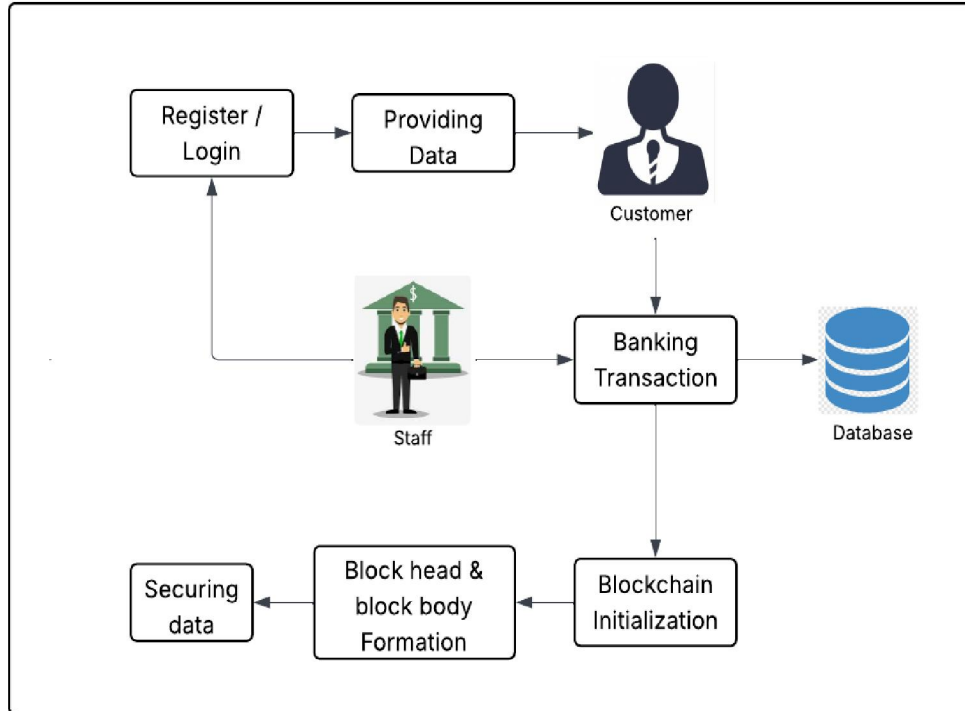 Register /
Login
Providing
Data
Customer
$
Staff
Banking
Transaction
Database
Securing
data
Block head &
block body
Formation
Blockchain
Initialization